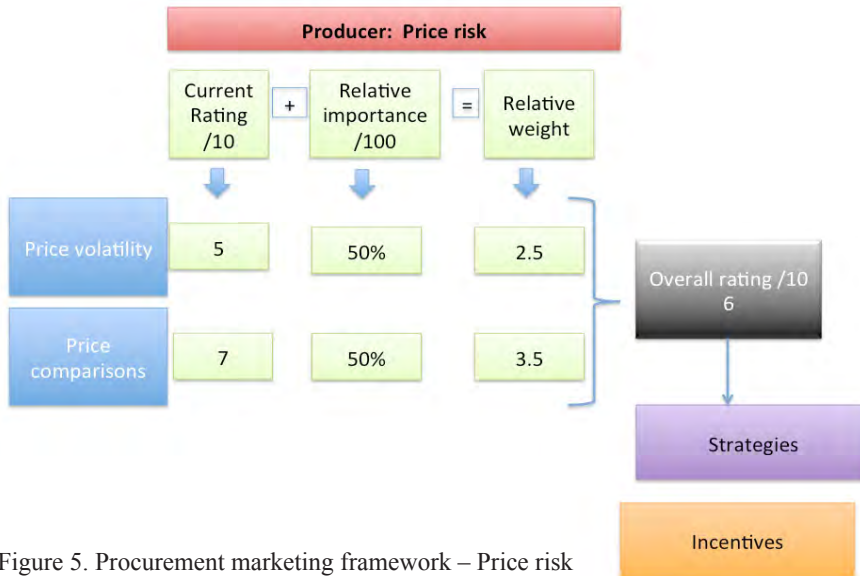 Producer: Price risk
Current
Rating
/10
+
Relative
importance
/100
=
Relative
weight
Price volatility
5
50%
2.5
Price
comparisons
7
50%
3.5
Overall rating /10
6
Strategies
Incentives
Figure 5. Procurement marketing framework – Price risk